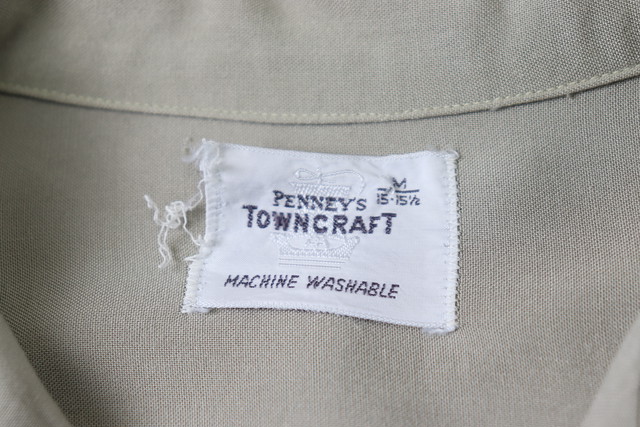 PENNEY'S
TOWNCRAFT
M
15-15½
MACHINE WASHABLE